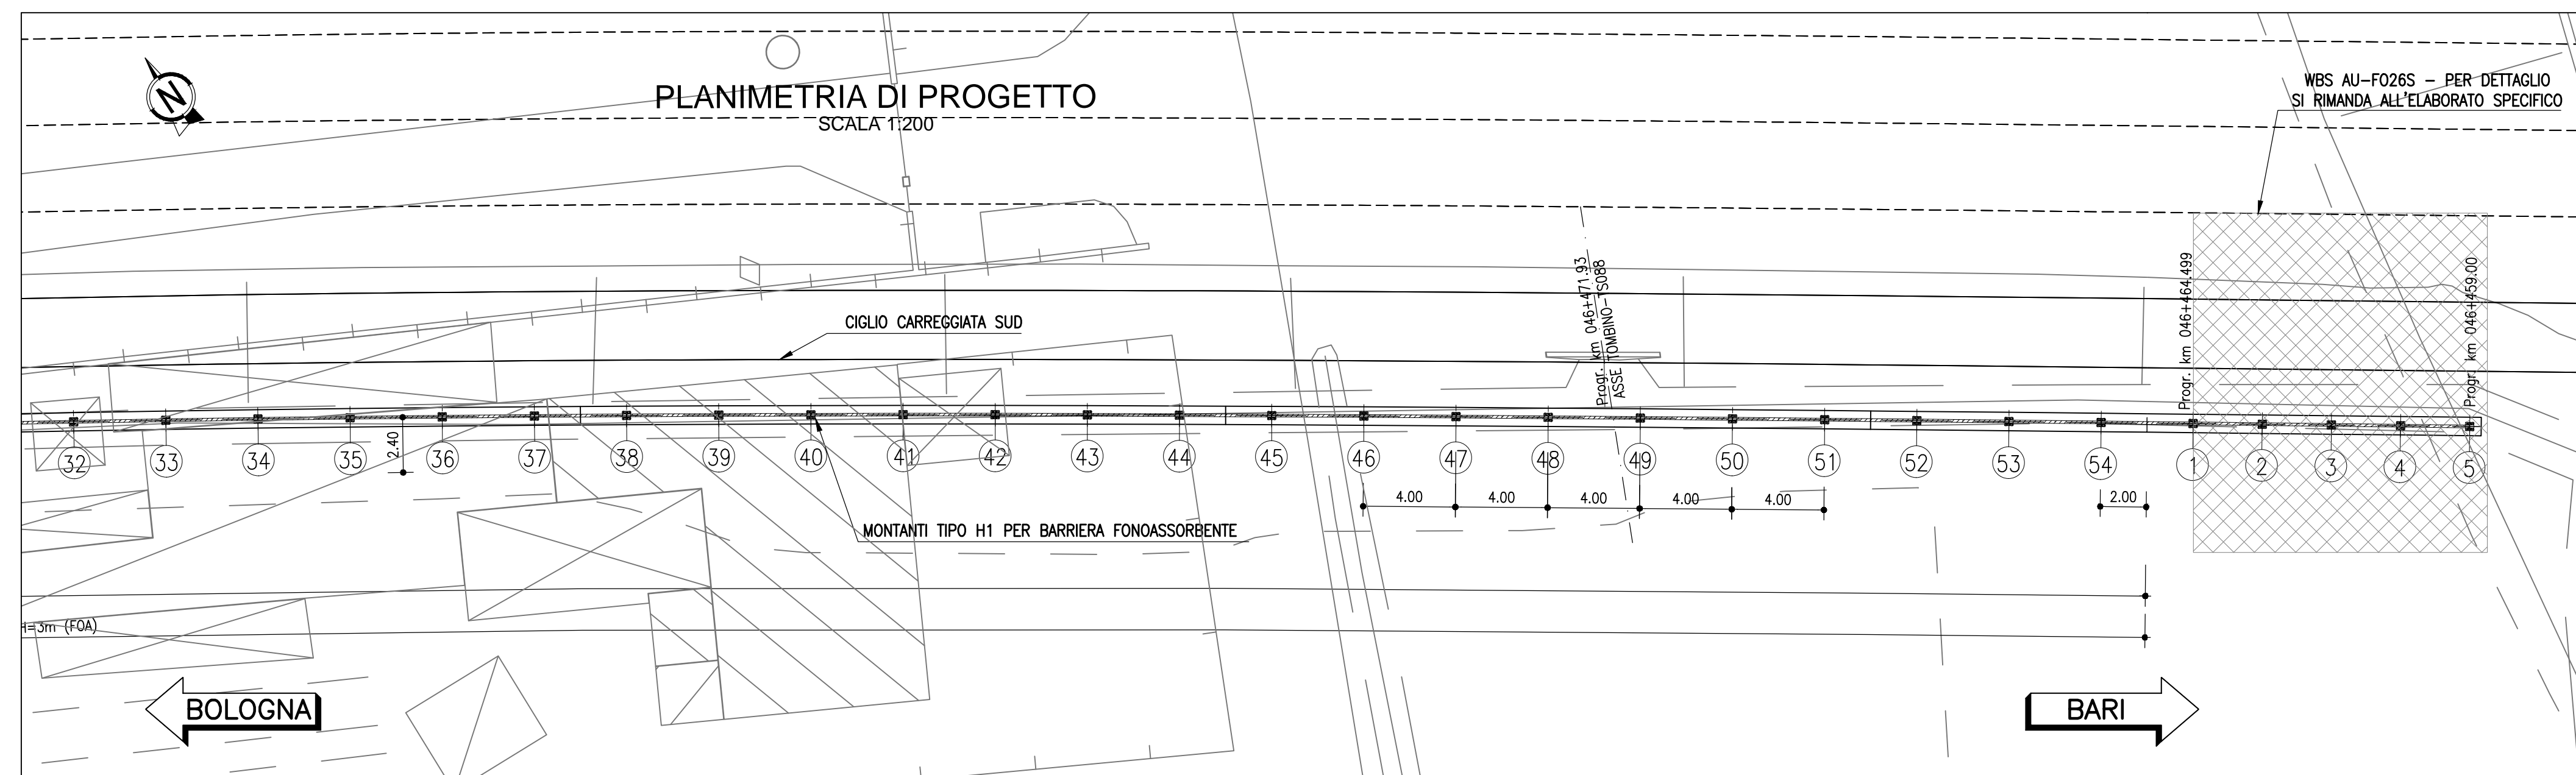 N
PLANIMETRIA DI PROGETTO
SCALA 1:200
WBS AU-FO26S - PER DETTAGLIO
SI RIMANDA ALL'ELABORATO SPECIFICO
Progr. km 046+471.93
ASSE TOMBINO-TS088
Progr. km 046+464.499
Progr. km 046+459.00
CIGLIO CARREGGIATA SUD
32 33 34 35 36 37 38 39 40 41 42 43 44 45 46 47 48 49 50 51 52 53 54 1 2 3 4 5
2.40
4.00 4.00 4.00 4.00 4.00 2.00
MONTANTI TIPO H1 PER BARRIERA FONOASSORBENTE
H=3m (FOA)
BOLOGNA
BARI